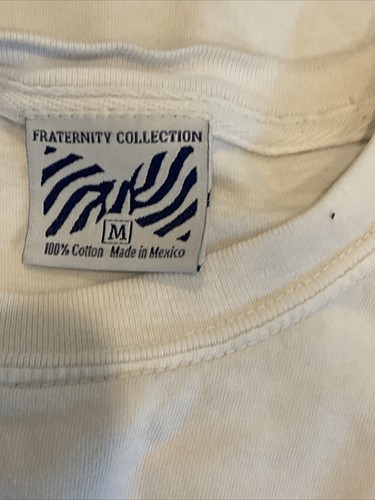 FRATERNITY COLLECTION
M
100% Cotton Made in Mexico